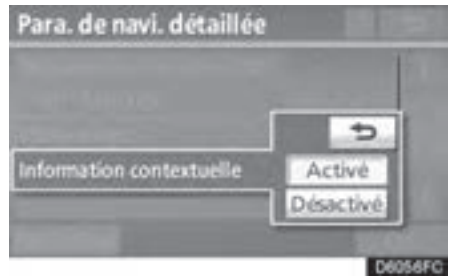 Para. de navi. détaillée
Information contextuelle
Activé
Désactivé
D6056FC